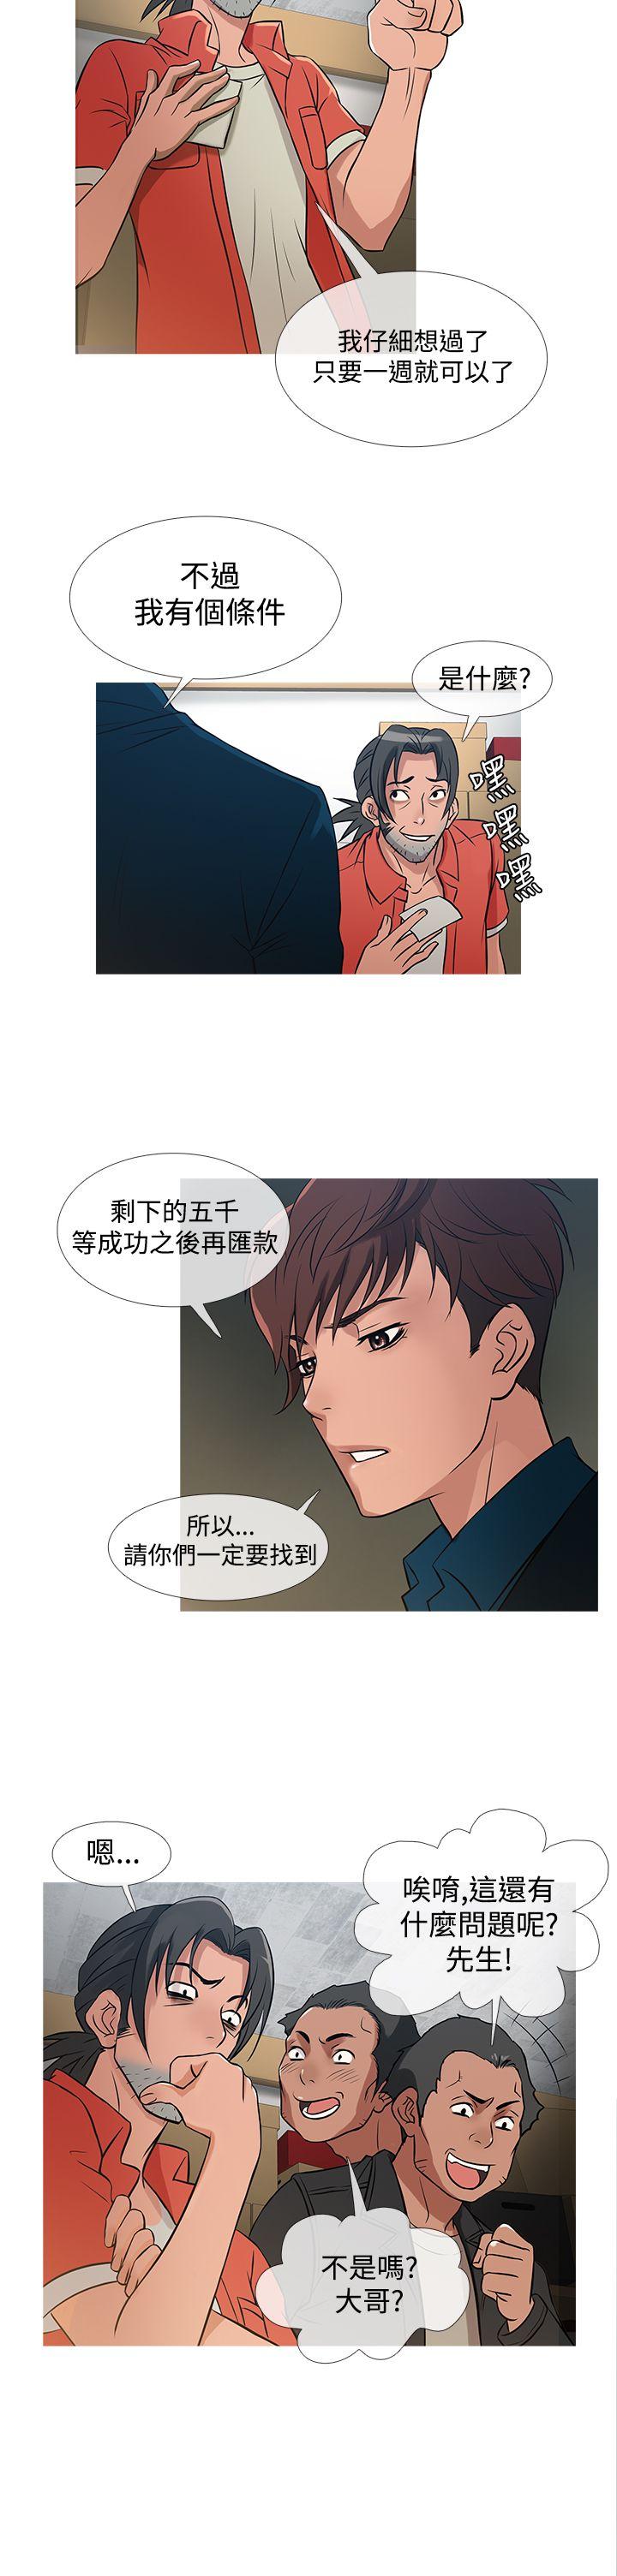 我仔細想過了
只要一週就可以了
不過
我有個條件
是什麼?
嘿
嘿
嘿
剩下的五千
等成功之後再匯款
所以...
請你們一定要找到
嗯...
唉唷,這還有
什麼問題呢?
先生!
不是嗎?
大哥?